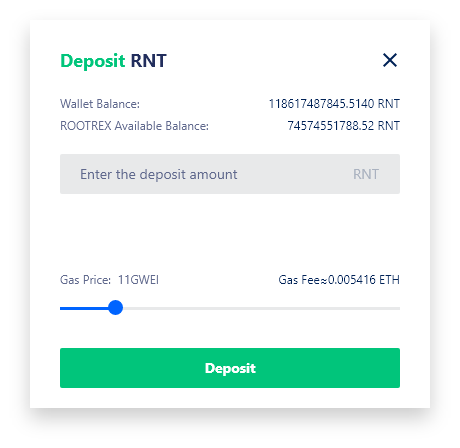 Deposit RNT
Wallet Balance: 118617487845.5140 RNT
ROOTREX Available Balance: 74574551788.52 RNT
Enter the deposit amount RNT
Gas Price: 11GWEI Gas Fee≈0.005416 ETH
Deposit